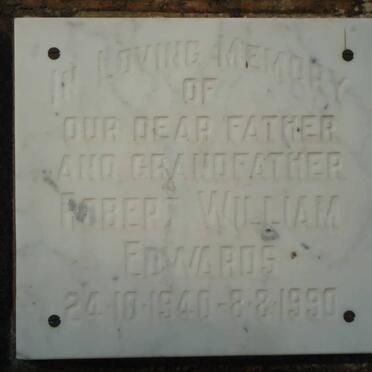 IN LOVING MEMORY
OF
OUR DEAR FATHER
AND GRANDFATHER
ROBERT WILLIAM
EDWARDS
24·10·1940-8·8·1990